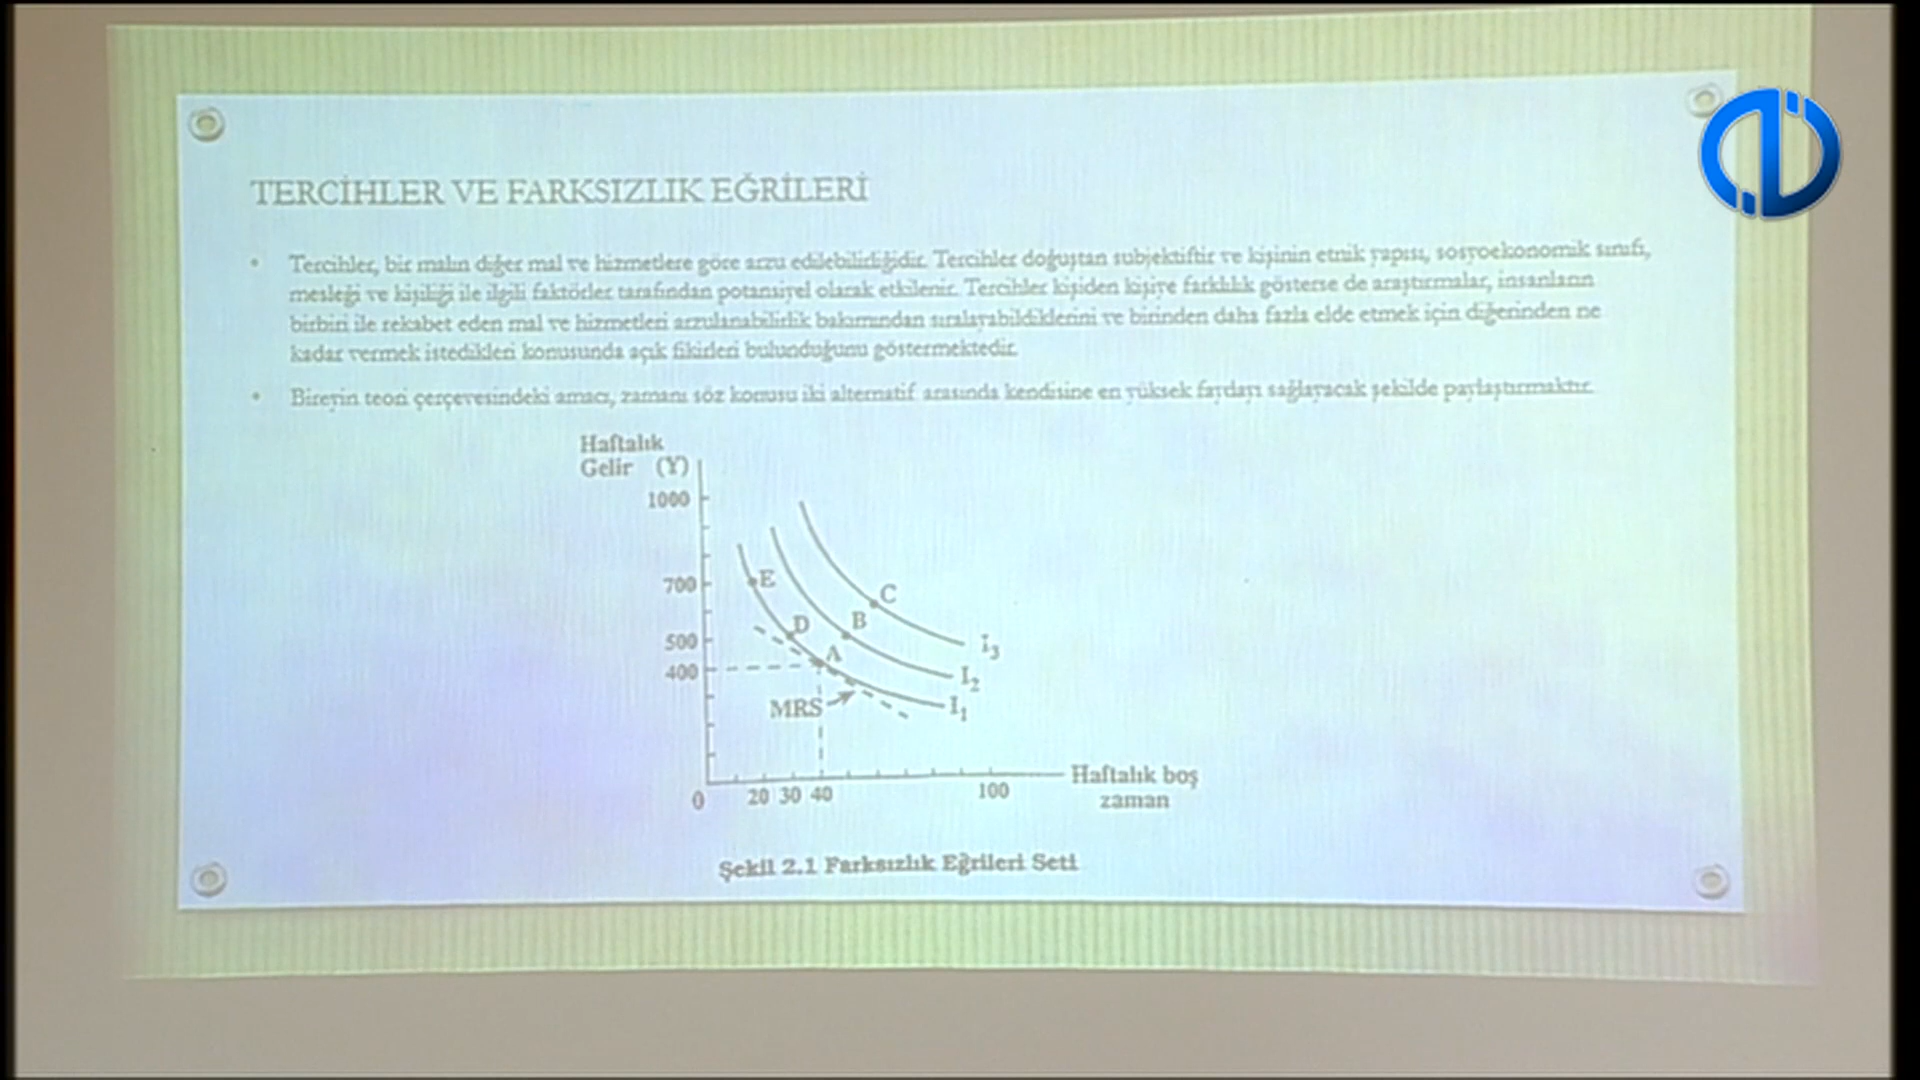 TERCİHLER VE FARKSIZLIK EĞRİLERİ
• Tercihler, bir malın diğer mal ve hizmetlere göre arzu edilebilirliğidir. Tercihler doğuştan subjektiftir ve kişinin etnik yapısı, sosyoekonomik sınıfı,
mesleği ve kişiliği ile ilgili faktörler tarafından potansiyel olarak etkilenir. Tercihler kişiden kişiye farklılık gösterse de araştırmalar, insanların
birbiri ile rekabet eden mal ve hizmetleri arzulanabilirlik bakımından sıralayabildiklerini ve birinden daha fazla elde etmek için diğerinden ne
kadar vermek istedikleri konusunda açık fikirleri bulunduğunu göstermektedir.
• Bireyin teori çerçevesindeki amacı, zamanı söz konusu iki alternatif arasında kendisine en yüksek faydayı sağlayacak şekilde paylaştırmaktır.
Haftalık
Gelir (Y)
1000
700
500
400
E
D
A
B
C
I3
I2
I1
MRS
0
20 30 40
100
Haftalık boş
zaman
Şekil 2.1 Farksızlık Eğrileri Seti